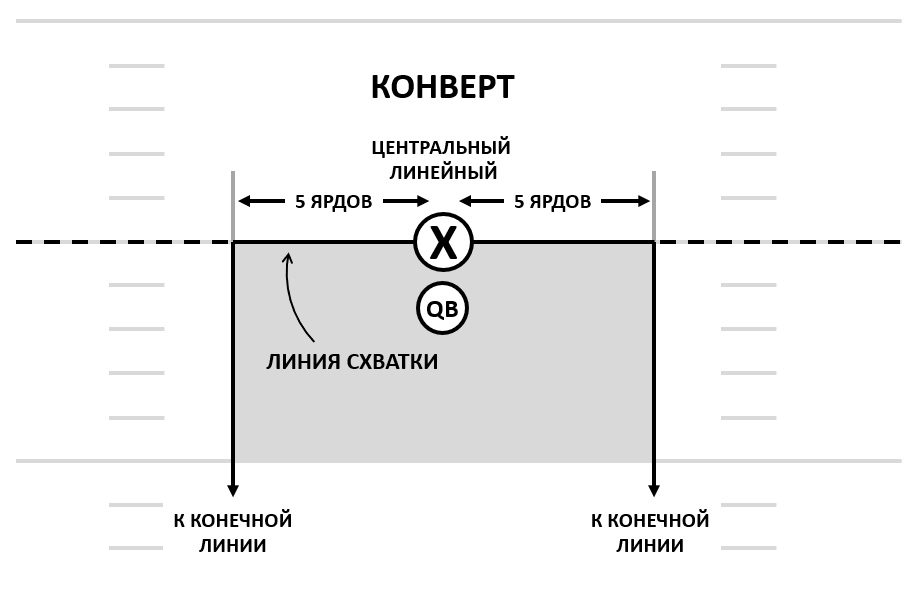 КОНВЕРТ
ЦЕНТРАЛЬНЫЙ
ЛИНЕЙНЫЙ
5 ЯРДОВ
5 ЯРДОВ
X
QB
ЛИНИЯ СХВАТКИ
К КОНЕЧНОЙ
ЛИНИИ
К КОНЕЧНОЙ
ЛИНИИ